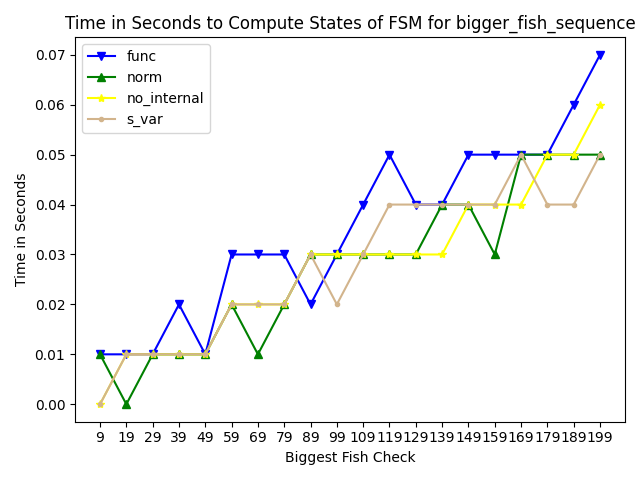 Time in Seconds to Compute States of FSM for bigger_fish_sequence
func
norm
no_internal
s_var
0.07
0.06
0.05
0.04
0.03
0.02
0.01
0.00
Time in Seconds
9 19 29 39 49 59 69 79 89 99 109 119 129 139 149 159 169 179 189 199
Biggest Fish Check